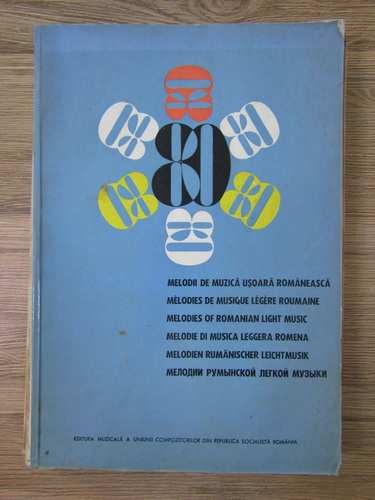 80
MELODII DE MUZICĂ UȘOARĂ ROMÂNEASCĂ
MÉLODIES DE MUSIQUE LÉGÈRE ROUMAINE
MELODIES OF ROMANIAN LIGHT MUSIC
MELODIE DI MUSICA LEGGERA ROMENA
MELODIEN RUMÄNISCHER LEICHTMUSIK
МЕЛОДИИ РУМЫНСКОЙ ЛЕГКОЙ МУЗЫКИ
EDITURA MUZICALĂ A UNIUNII COMPOZITORILOR DIN REPUBLICA SOCIALISTĂ ROMÂNIA